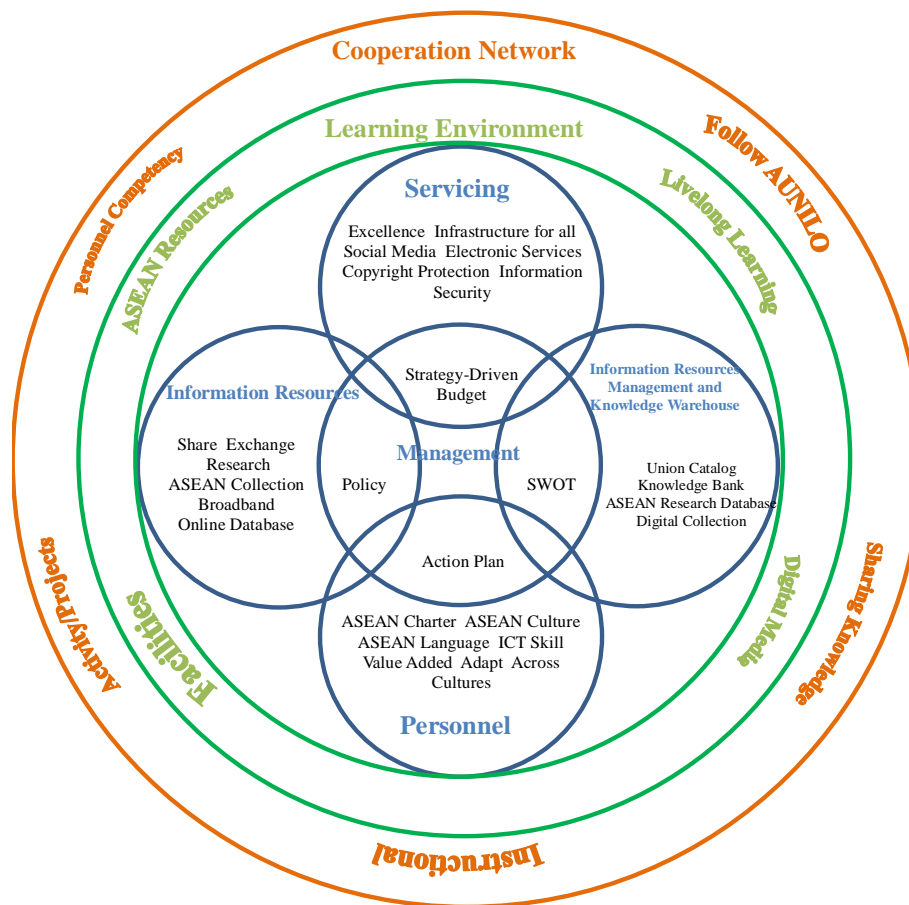 Cooperation Network
Learning Environment
Follow AUNILO
Personnel Competency
ASEAN Resources
Livelong Learning
Servicing
Excellence Infrastructure for all
Social Media Electronic Services
Copyright Protection Information
Security
Strategy-Driven
Budget
Information Resources
Share Exchange
Research
ASEAN Collection
Broadband
Online Database
Policy
Management
SWOT
Information Resources
Management and
Knowledge Warehouse
Union Catalog
Knowledge Bank
ASEAN Research Database
Digital Collection
Action Plan
ASEAN Charter ASEAN Culture
ASEAN Language ICT Skill
Value Added Adapt Across
Cultures
Personnel
Activity/Projects
Facilities
Digital Media
Sharing Knowledge
Instructional